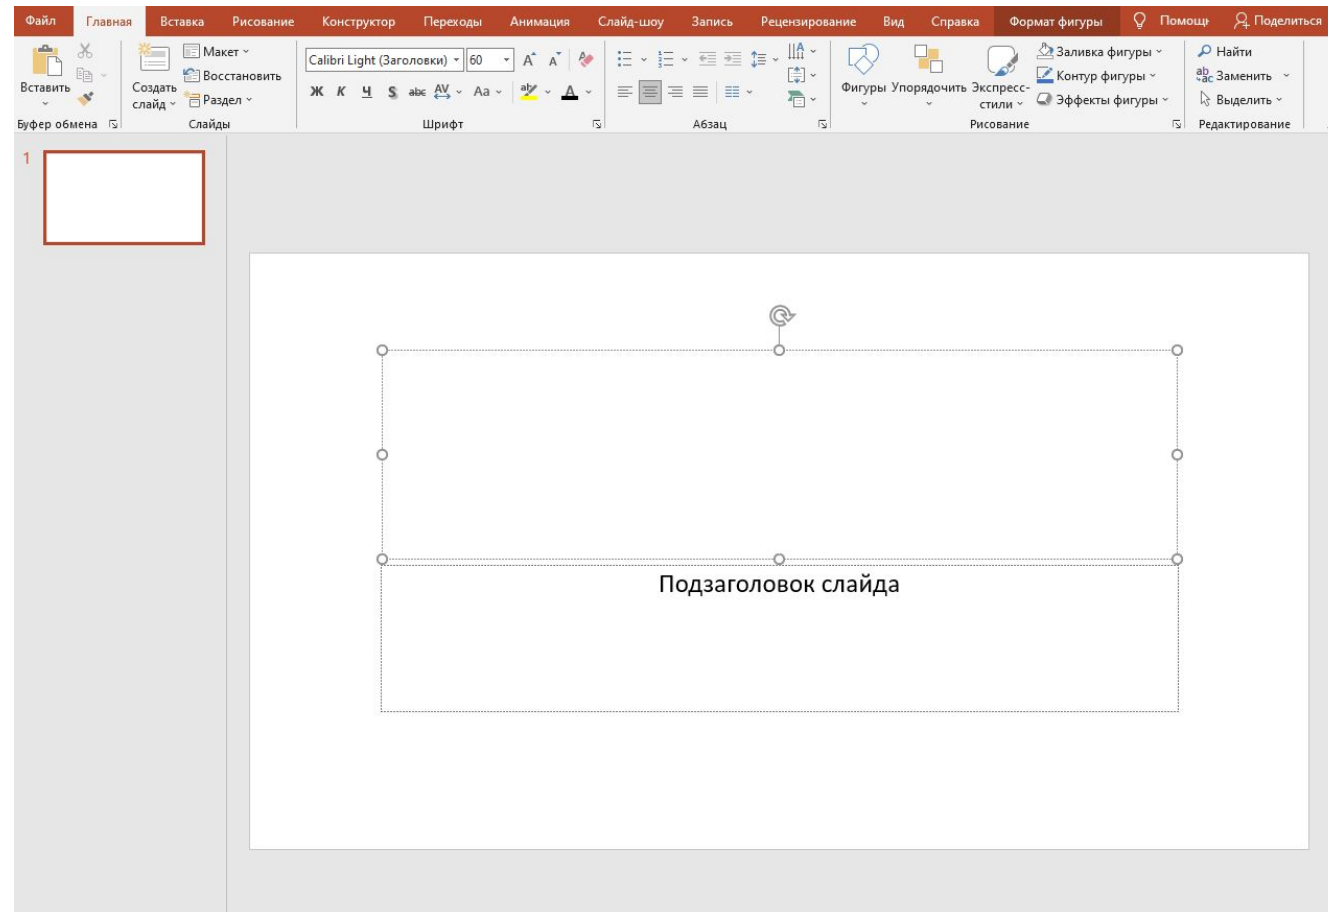 Файл Главная Вставка Рисование Конструктор Переходы Анимация Слайд-шоу Запись Рецензирование Вид Справка Формат фигуры Помощь Поделиться
Вставить
Создать слайд
Макет
Восстановить
Раздел
Calibri Light (Заголовки) 60
Ж К Ч S abc AV Aa aby A
Фигуры Упорядочить Экспресс-стили
Заливка фигуры
Контур фигуры
Эффекты фигуры
Найти
Заменить
Выделить
Буфер обмена Слайды Шрифт Абзац Рисование Редактирование
1
Подзаголовок слайда